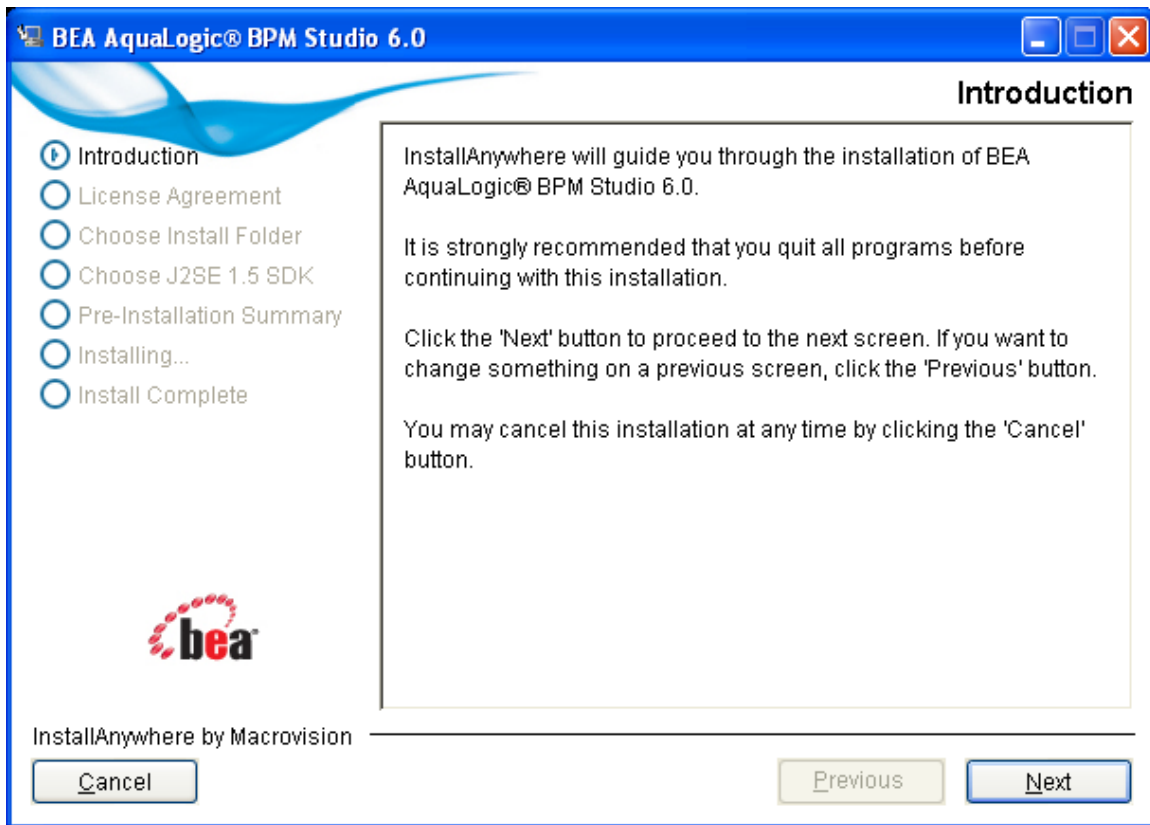 BEA AquaLogic® BPM Studio 6.0
Introduction
Introduction
License Agreement
Choose Install Folder
Choose J2SE 1.5 SDK
Pre-Installation Summary
Installing...
Install Complete
InstallAnywhere will guide you through the installation of BEA
AquaLogic® BPM Studio 6.0.
It is strongly recommended that you quit all programs before
continuing with this installation.
Click the 'Next' button to proceed to the next screen. If you want to
change something on a previous screen, click the 'Previous' button.
You may cancel this installation at any time by clicking the 'Cancel'
button.
bea
InstallAnywhere by Macrovision
Cancel
Previous
Next